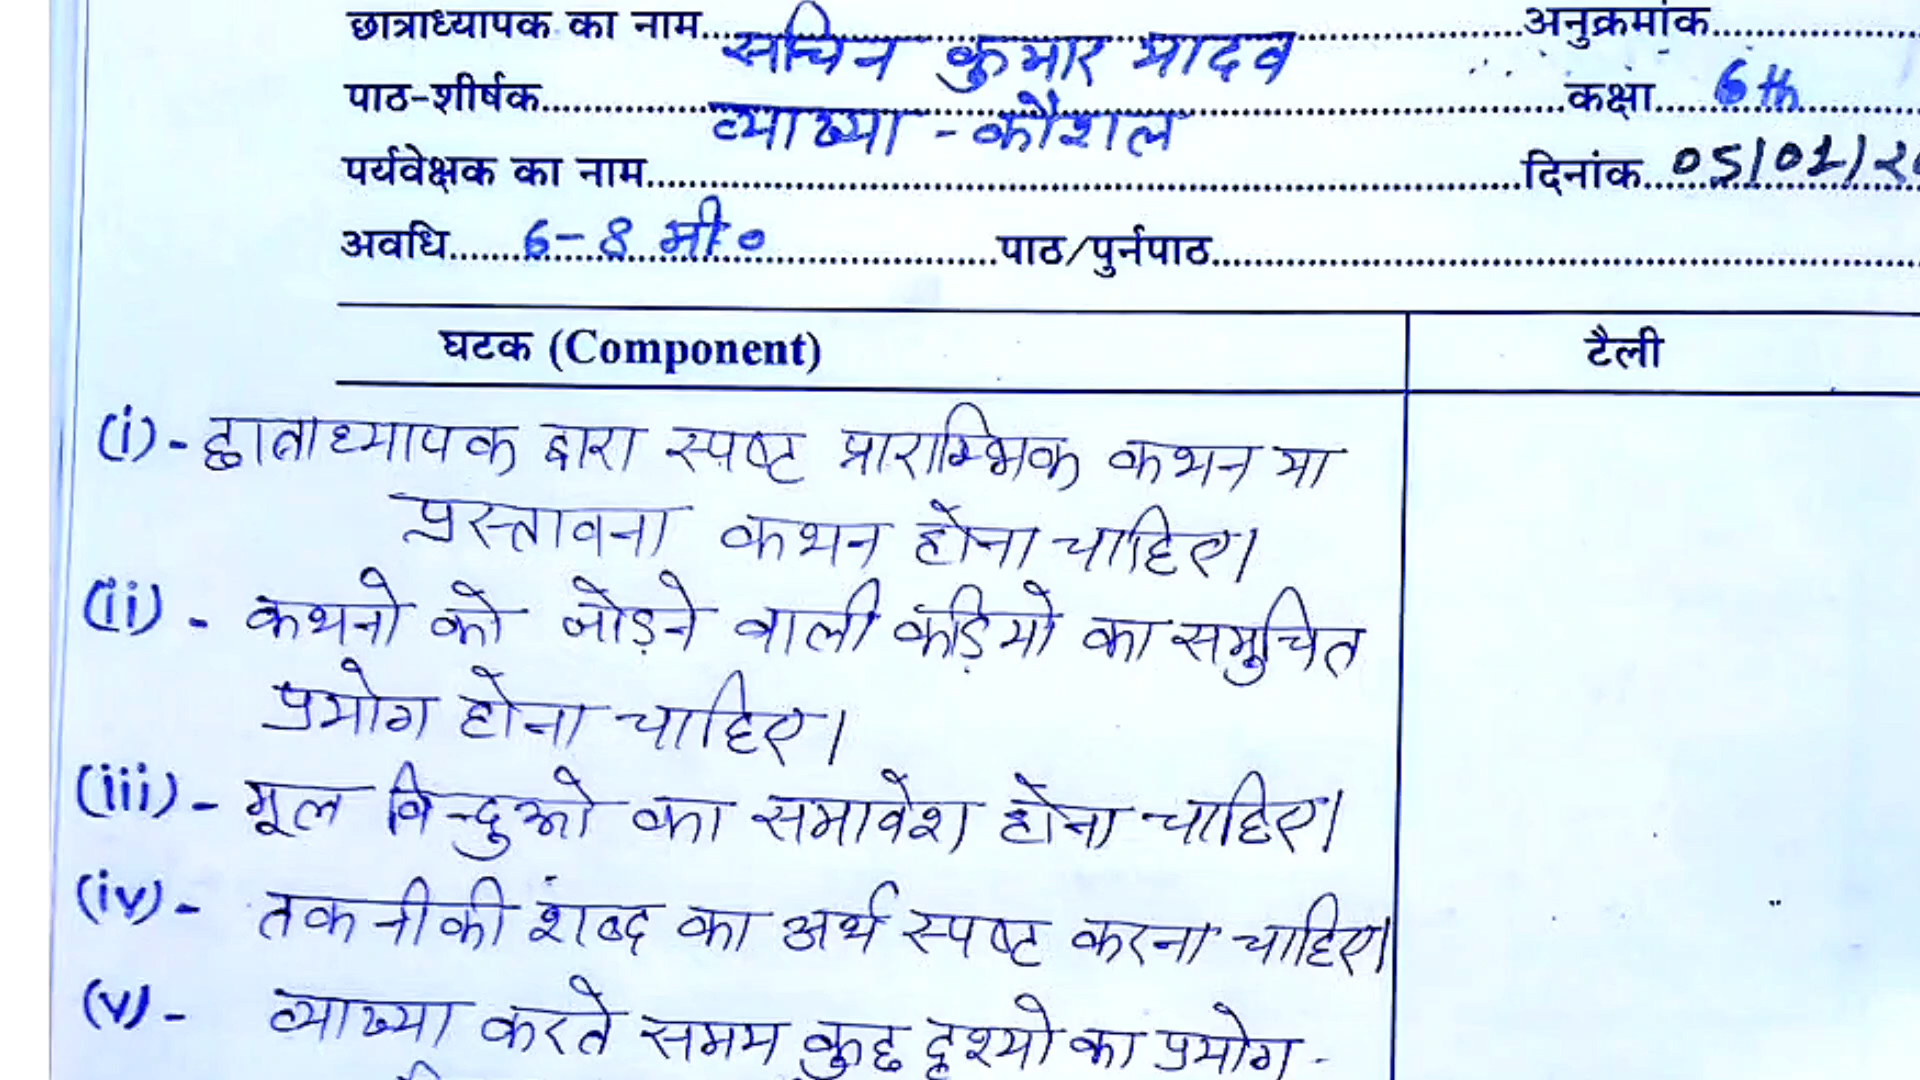 छात्राध्यापक का नाम.....सचिन कुमार यादव.....अनुक्रमांक.....
पाठ-शीर्षक.....व्याख्या - कौशल.....कक्षा.....6th.....
पर्यवेक्षक का नाम.....दिनांक.....05/01/2
अवधि.....6-8 मी०.....पाठ/पुर्नपाठ.....
घटक (Component) टैली
(i) - छात्राध्यापक द्वारा स्पष्ट प्रारम्भिक कथन या
प्रस्तावना कथन होना चाहिए।
(ii) - कथनो को जोड़ने वाली कड़ियो का समुचित
प्रयोग होना चाहिए।
(iii) - मूल बिन्दुओ का समावेश होना चाहिए।
(iv) - तकनीकी शब्द का अर्थ स्पष्ट करना चाहिए।
(v) - व्याख्या करते समय कुछ दृश्यो का प्रयोग -